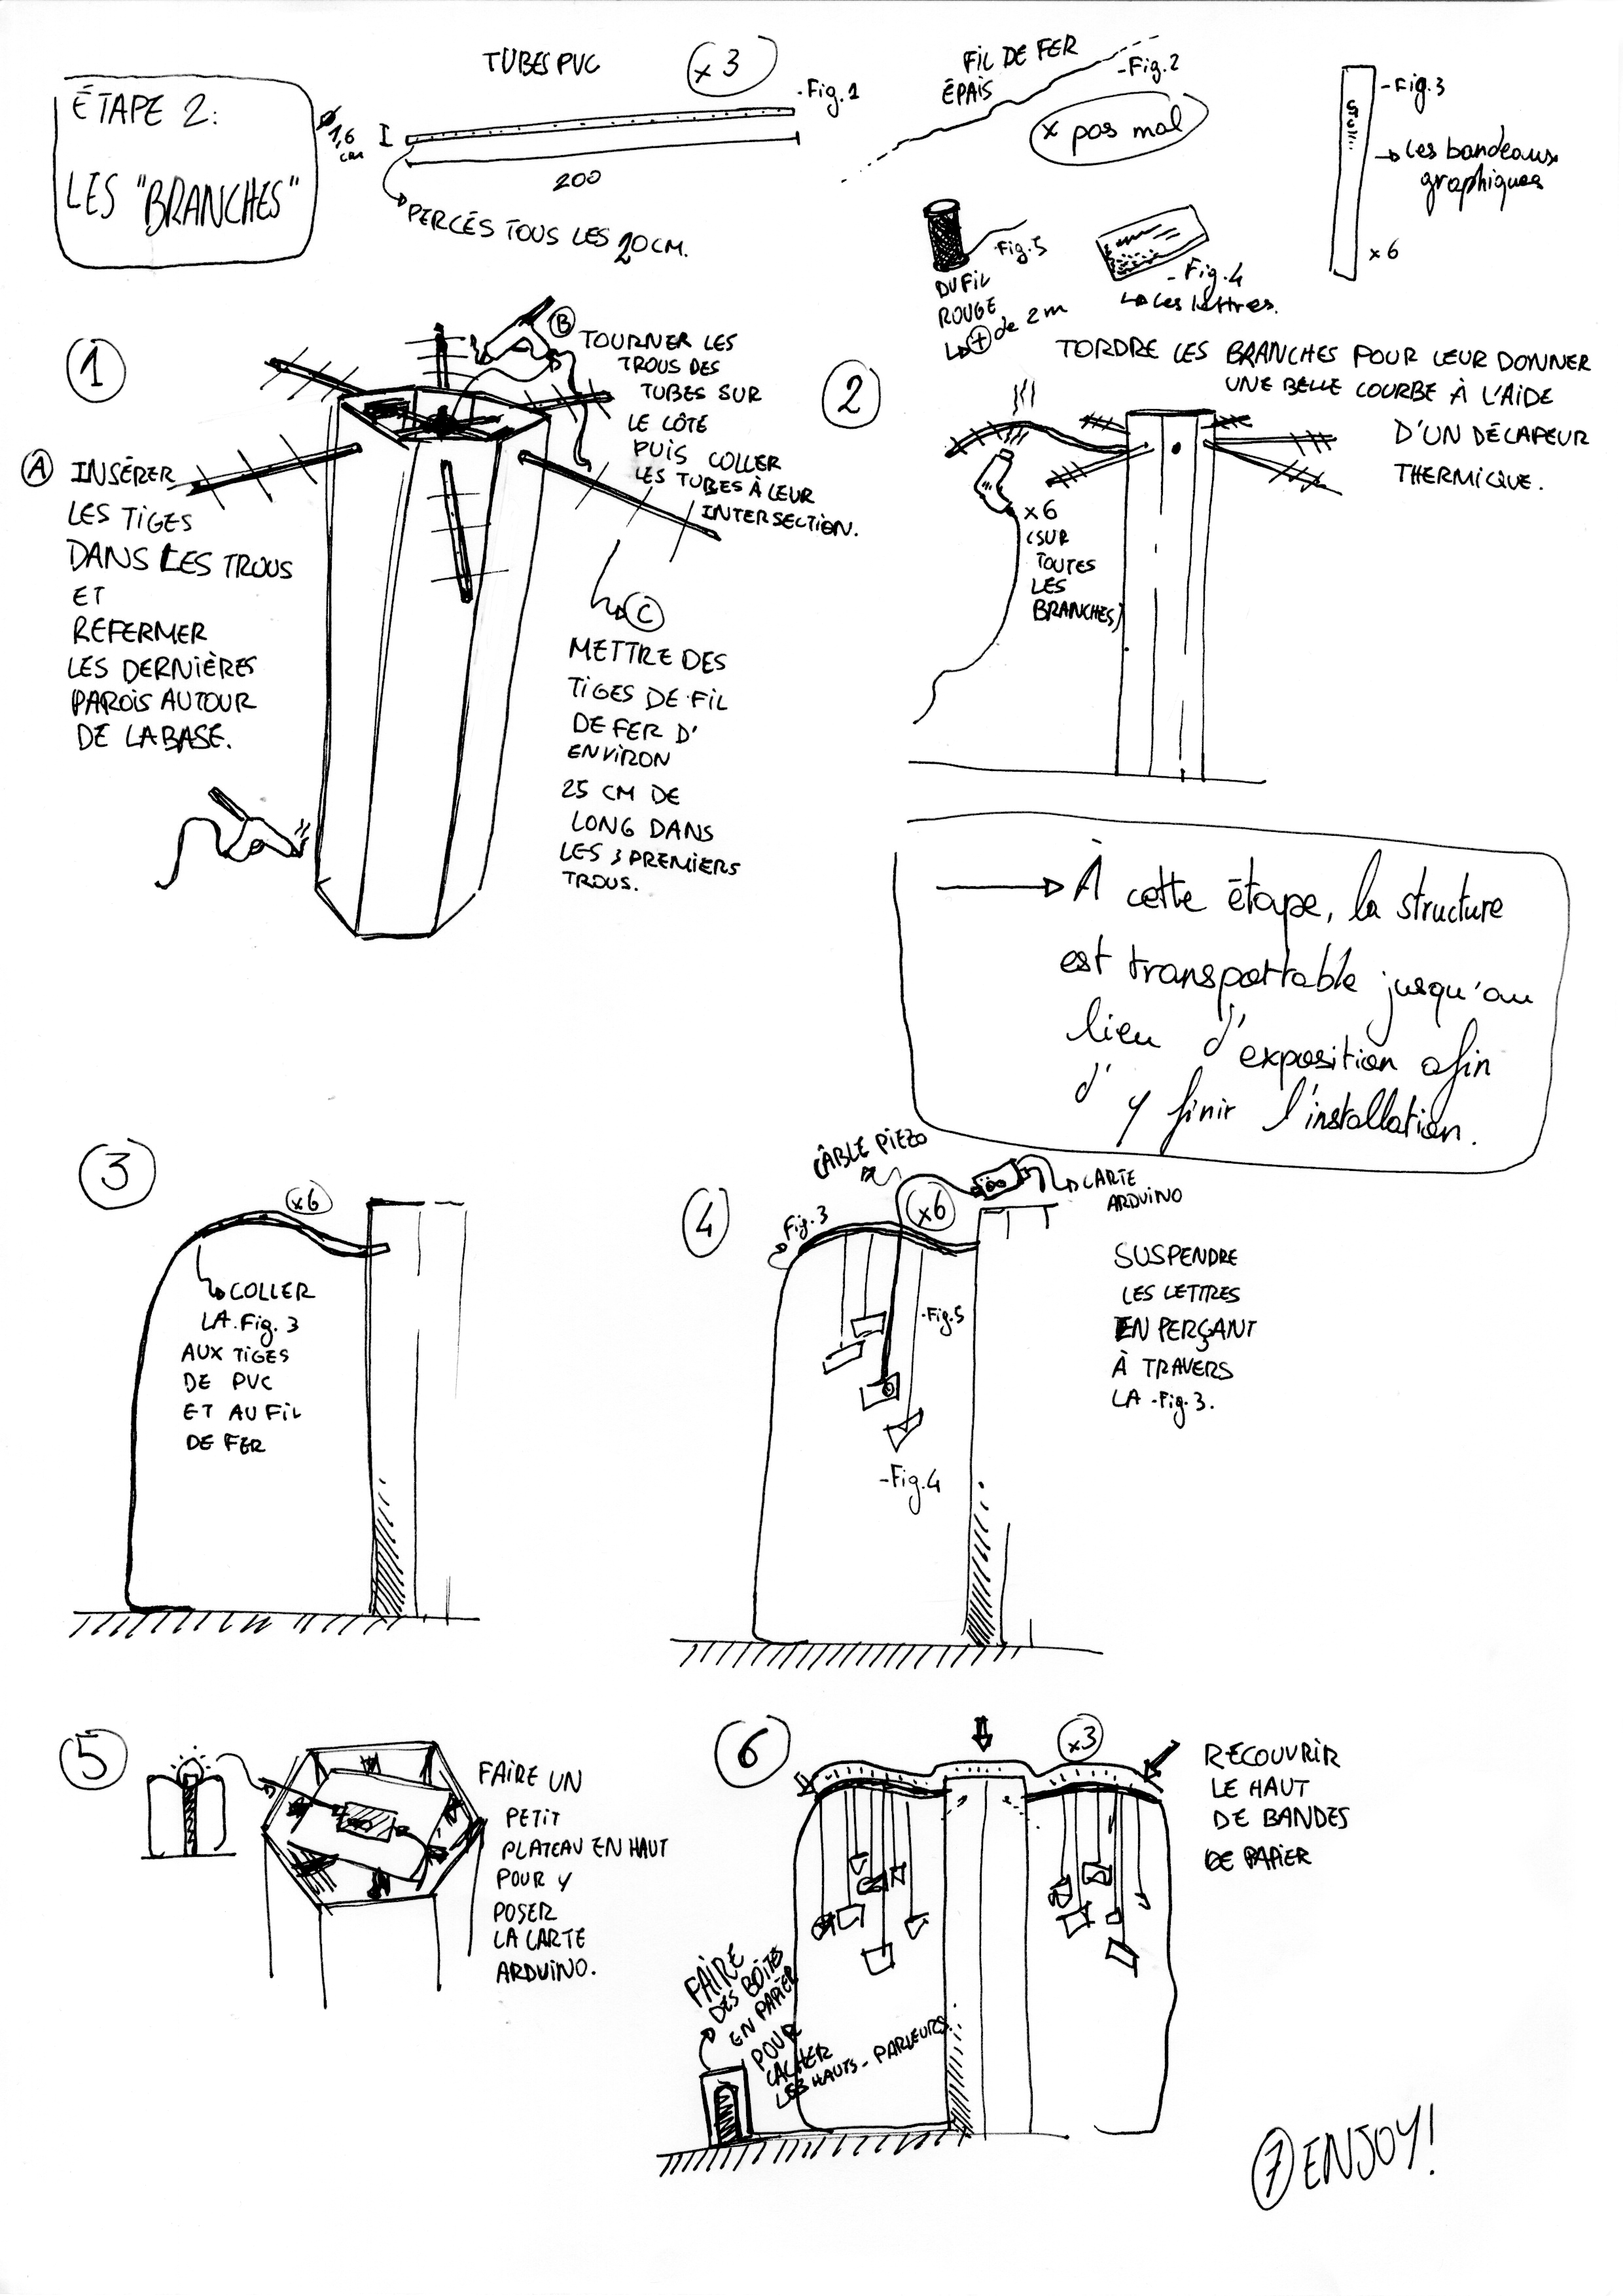 ÉTAPE 2:
LES "BRANCHES"
TUBES PVC
x 3
-Fig.1
Ø 1,6
cm
200
PERCÉS TOUS LES 20CM.
FIL DE FER
ÉPAIS
-Fig.2
x pas mal
-Fig.3
Les bandeaux
graphiques
x6
-Fig.5
DU FIL
ROUGE
+ de 2m
-Fig.4
Les lettres.
1
A INSÉRER
LES TIGES
DANS LES TROUS
ET
REFERMER
LES DERNIÈRES
PAROIS AUTOUR
DE LA BASE.
B TOURNER LES
TROUS DES
TUBES SUR
LE CÔTÉ
PUIS COLLER
LES TUBES À LEUR
INTERSECTION.
C
METTRE DES
TIGES DE FIL
DE FER D'
ENVIRON
25 CM DE
LONG DANS
LES 3 PREMIERS
TROUS.
2
TORDRE LES BRANCHES POUR LEUR DONNER
UNE BELLE COURBE À L'AIDE
D'UN DÉCAPEUR
THERMIQUE.
x6
(SUR
TOUTES
LES
BRANCHES)
À cette étape, la structure
est transportable jusqu'au
lieu d'exposition afin
d'y finir l'installation.
3
x6
COLLER
LA Fig. 3
AUX TIGES
DE PVC
ET AU FIL
DE FER
4
CÂBLE PIEZO
x6
CARTE
ARDUINO
Fig.3
-Fig.5
-Fig.4
SUSPENDRE
LES LETTRES
EN PERÇANT
À TRAVERS
LA -Fig.3.
5
FAIRE UN
PETIT
PLATEAU EN HAUT
POUR Y
POSER
LA CARTE
ARDUINO.
6
x3
RECOUVRIR
LE HAUT
DE BANDES
DE PAPIER
FAIRE
DES BOÎTES
EN PAPIER
POUR
CACHER
LES HAUTS-PARLEURS.
7 ENJOY!